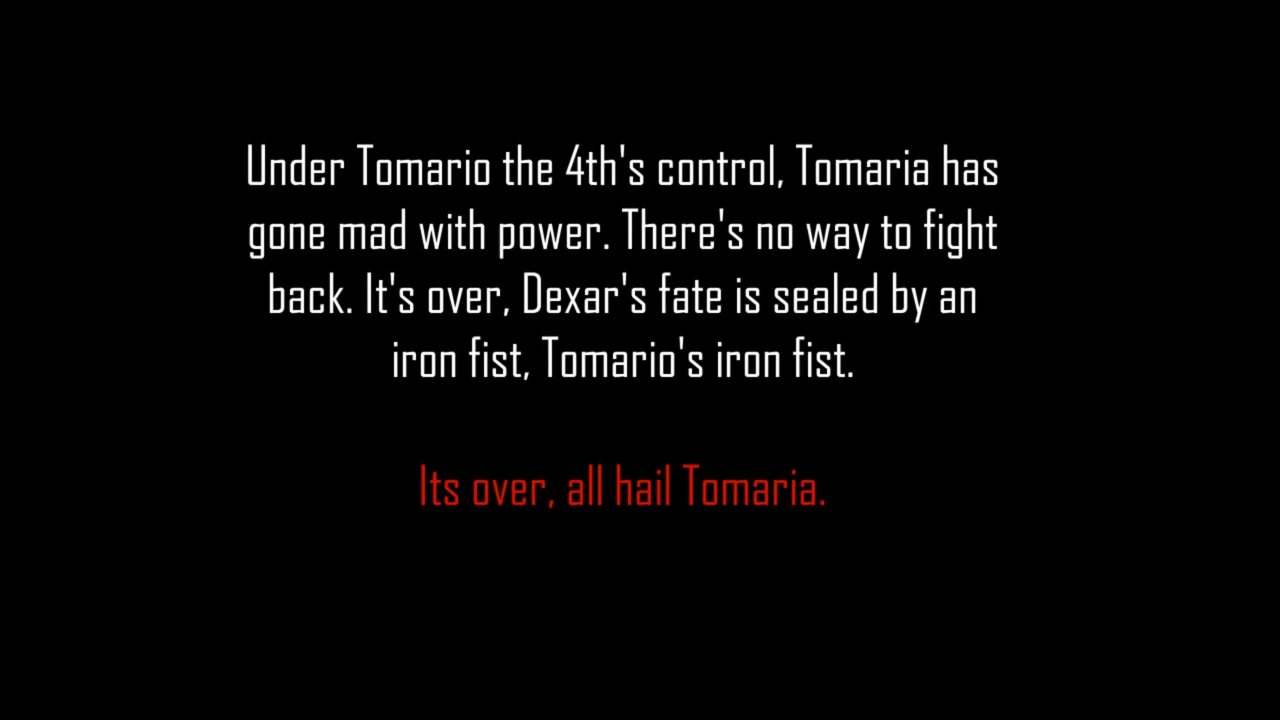 Under Tomario the 4th's control, Tomaria has
gone mad with power. There's no way to fight
back. It's over, Dexar's fate is sealed by an
iron fist, Tomario's iron fist.
Its over, all hail Tomaria.